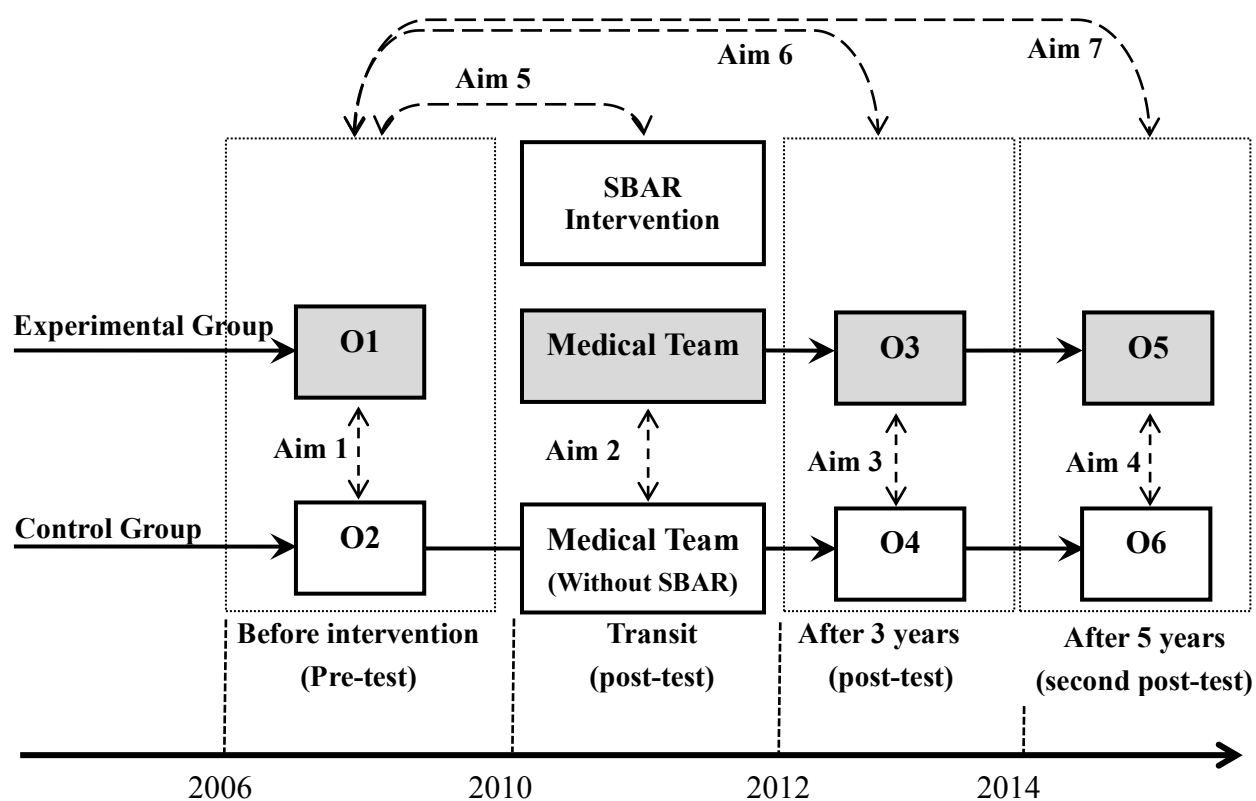 Aim 7
Aim 6
Aim 5
SBAR
Intervention
Experimental Group
O1
Medical Team
O3
O5
Aim 1
Aim 2
Aim 3
Aim 4
Control Group
O2
Medical Team
(Without SBAR)
O4
O6
Before intervention
(Pre-test)
Transit
(post-test)
After 3 years
(post-test)
After 5 years
(second post-test)
2006
2010
2012
2014